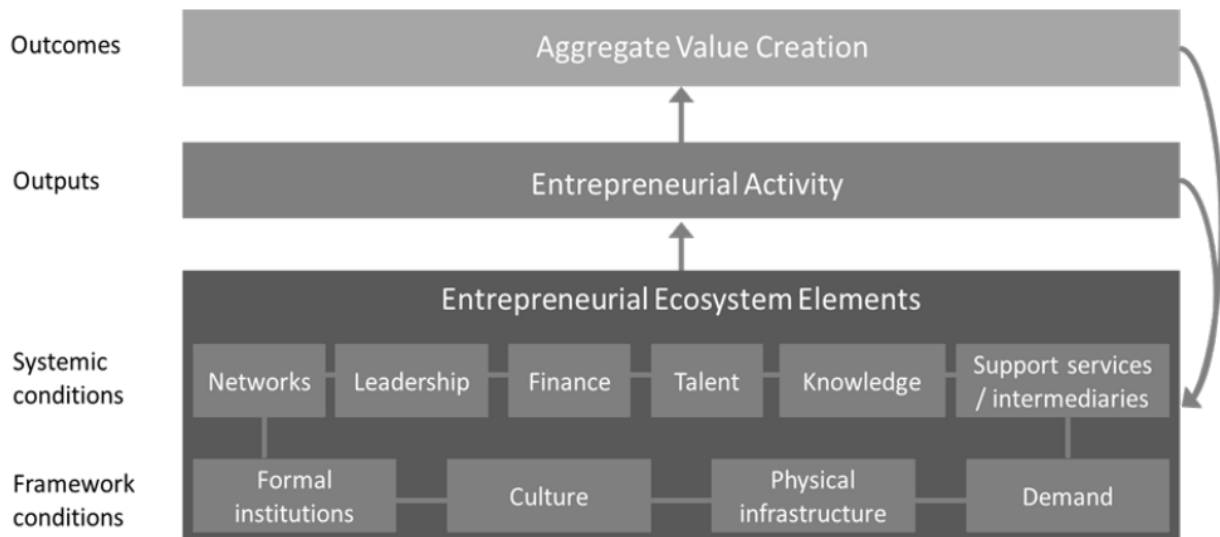 Outcomes
Aggregate Value Creation
Outputs
Entrepreneurial Activity
Entrepreneurial Ecosystem Elements
Systemic
conditions
Networks
Leadership
Finance
Talent
Knowledge
Support services
/ intermediaries
Framework
conditions
Formal
institutions
Culture
Physical
infrastructure
Demand